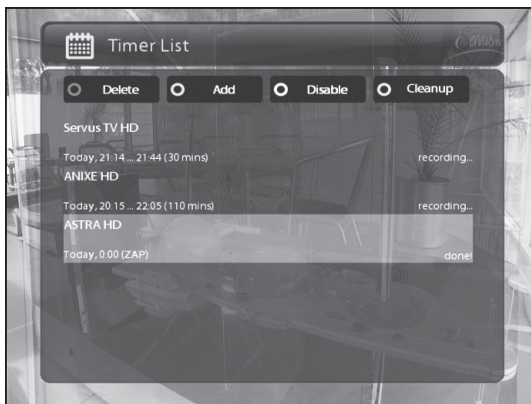 Timer List
Delete Add Disable Cleanup
Servus TV HD
Today, 21:14 ... 21:44 (30 mins) recording...
ANIXE HD
Today, 20:15 ... 22:05 (110 mins) recording...
ASTRA HD
Today, 0:00 (ZAP) done!